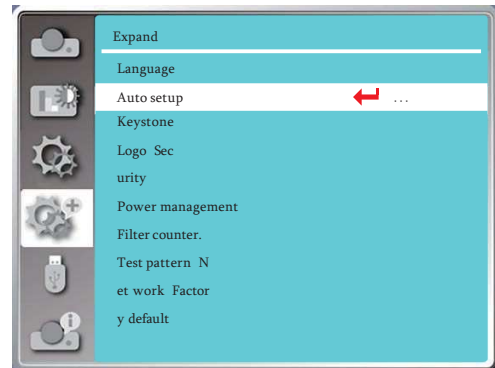 Expand
Language
Auto setup ...
Keystone
Logo Sec
urity
Power management
Filter counter.
Test pattern N
et work Factor
y default